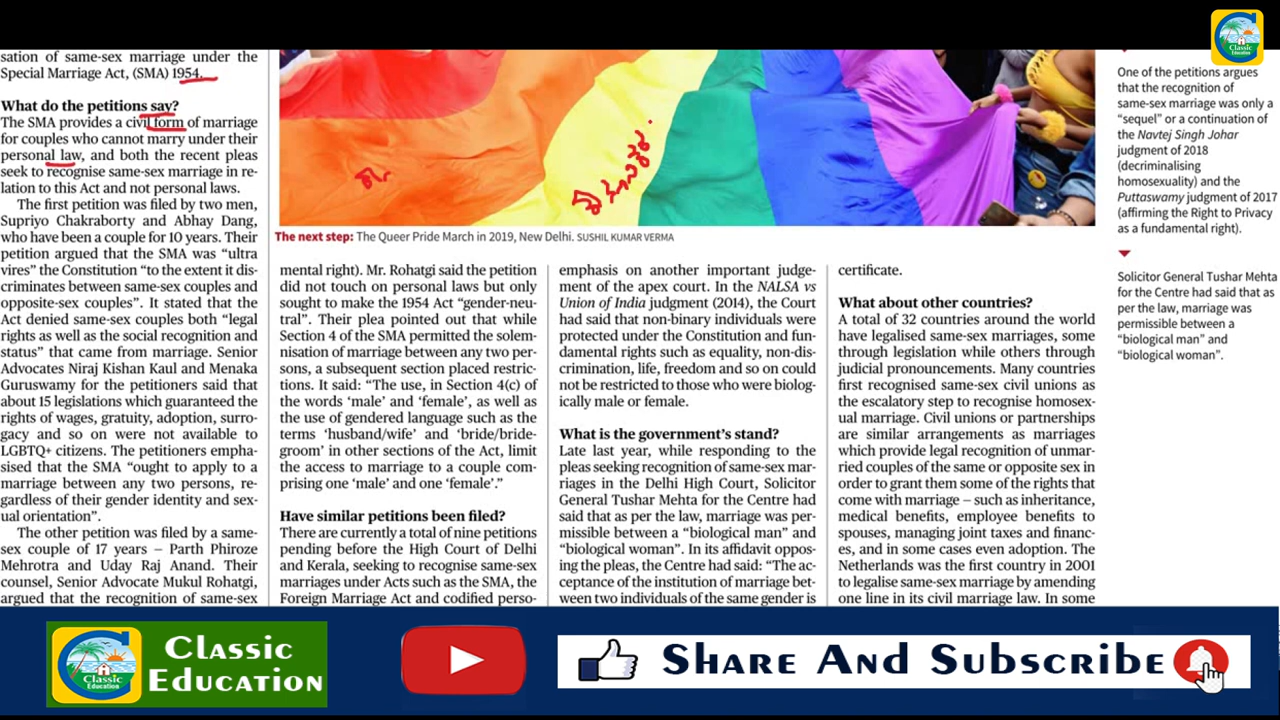 Classic
Education
sation of same-sex marriage under the
Special Marriage Act, (SMA) 1954.
What do the petitions say?
The SMA provides a civil form of marriage
for couples who cannot marry under their
personal law, and both the recent pleas
seek to recognise same-sex marriage in re-
lation to this Act and not personal laws.
The first petition was filed by two men,
Supriyo Chakraborty and Abhay Dang,
who have been a couple for 10 years. Their
petition argued that the SMA was “ultra
vires” the Constitution “to the extent it dis-
criminates between same-sex couples and
opposite-sex couples”. It stated that the
Act denied same-sex couples both “legal
rights as well as the social recognition and
status” that came from marriage. Senior
Advocates Niraj Kishan Kaul and Menaka
Guruswamy for the petitioners said that
about 15 legislations which guaranteed the
rights of wages, gratuity, adoption, surro-
gacy and so on were not available to
LGBTQ+ citizens. The petitioners empha-
sised that the SMA “ought to apply to a
marriage between any two persons, re-
gardless of their gender identity and sex-
ual orientation”.
The other petition was filed by a same-
sex couple of 17 years – Parth Phiroze
Mehrotra and Uday Raj Anand. Their
counsel, Senior Advocate Mukul Rohatgi,
argued that the recognition of same-sex
The next step: The Queer Pride March in 2019, New Delhi. SUSHIL KUMAR VERMA
mental right). Mr. Rohatgi said the petition
did not touch on personal laws but only
sought to make the 1954 Act “gender-neu-
tral”. Their plea pointed out that while
Section 4 of the SMA permitted the solem-
nisation of marriage between any two per-
sons, a subsequent section placed restric-
tions. It said: “The use, in Section 4(c) of
the words ‘male’ and ‘female’, as well as
the use of gendered language such as the
terms ‘husband/wife’ and ‘bride/bride-
groom’ in other sections of the Act, limit
the access to marriage to a couple com-
prising one ‘male’ and one ‘female’.”
Have similar petitions been filed?
There are currently a total of nine petitions
pending before the High Court of Delhi
and Kerala, seeking to recognise same-sex
marriages under Acts such as the SMA, the
Foreign Marriage Act and codified perso-
emphasis on another important judge-
ment of the apex court. In the NALSA vs
Union of India judgment (2014), the Court
had said that non-binary individuals were
protected under the Constitution and fun-
damental rights such as equality, non-dis-
crimination, life, freedom and so on could
not be restricted to those who were biolog-
ically male or female.
What is the government’s stand?
Late last year, while responding to the
pleas seeking recognition of same-sex mar-
riages in the Delhi High Court, Solicitor
General Tushar Mehta for the Centre had
said that as per the law, marriage was per-
missible between a “biological man” and
“biological woman”. In its affidavit oppos-
ing the pleas, the Centre had said: “The ac-
ceptance of the institution of marriage bet-
ween two individuals of the same gender is
certificate.
What about other countries?
A total of 32 countries around the world
have legalised same-sex marriages, some
through legislation while others through
judicial pronouncements. Many countries
first recognised same-sex civil unions as
the escalatory step to recognise homosex-
ual marriage. Civil unions or partnerships
are similar arrangements as marriages
which provide legal recognition of unmar-
ried couples of the same or opposite sex in
order to grant them some of the rights that
come with marriage – such as inheritance,
medical benefits, employee benefits to
spouses, managing joint taxes and financ-
es, and in some cases even adoption. The
Netherlands was the first country in 2001
to legalise same-sex marriage by amending
one line in its civil marriage law. In some
One of the petitions argues
that the recognition of
same-sex marriage was only a
“sequel” or a continuation of
the Navtej Singh Johar
judgment of 2018
(decriminalising
homosexuality) and the
Puttaswamy judgment of 2017
(affirming the Right to Privacy
as a fundamental right).
Solicitor General Tushar Mehta
for the Centre had said that as
per the law, marriage was
permissible between a
“biological man” and
“biological woman”.
Classic
Education
Classic
Education
Share And Subscribe